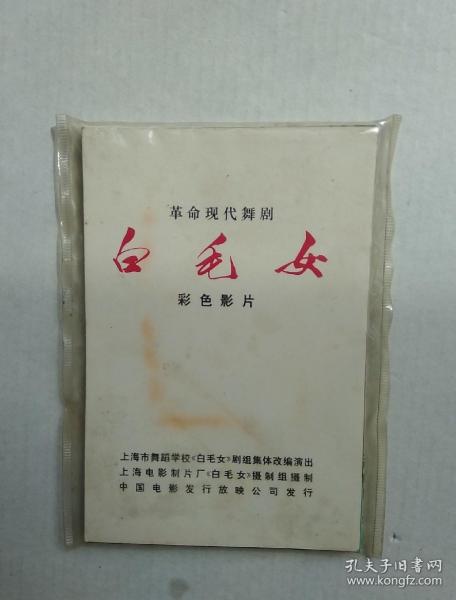 革命现代舞剧
白毛女
彩色影片
上海市舞蹈学校《白毛女》剧组集体改编演出
上海电影制片厂《白毛女》摄制组摄制
中国电影发行放映公司发行
孔夫子旧书网
www.kongfz.com